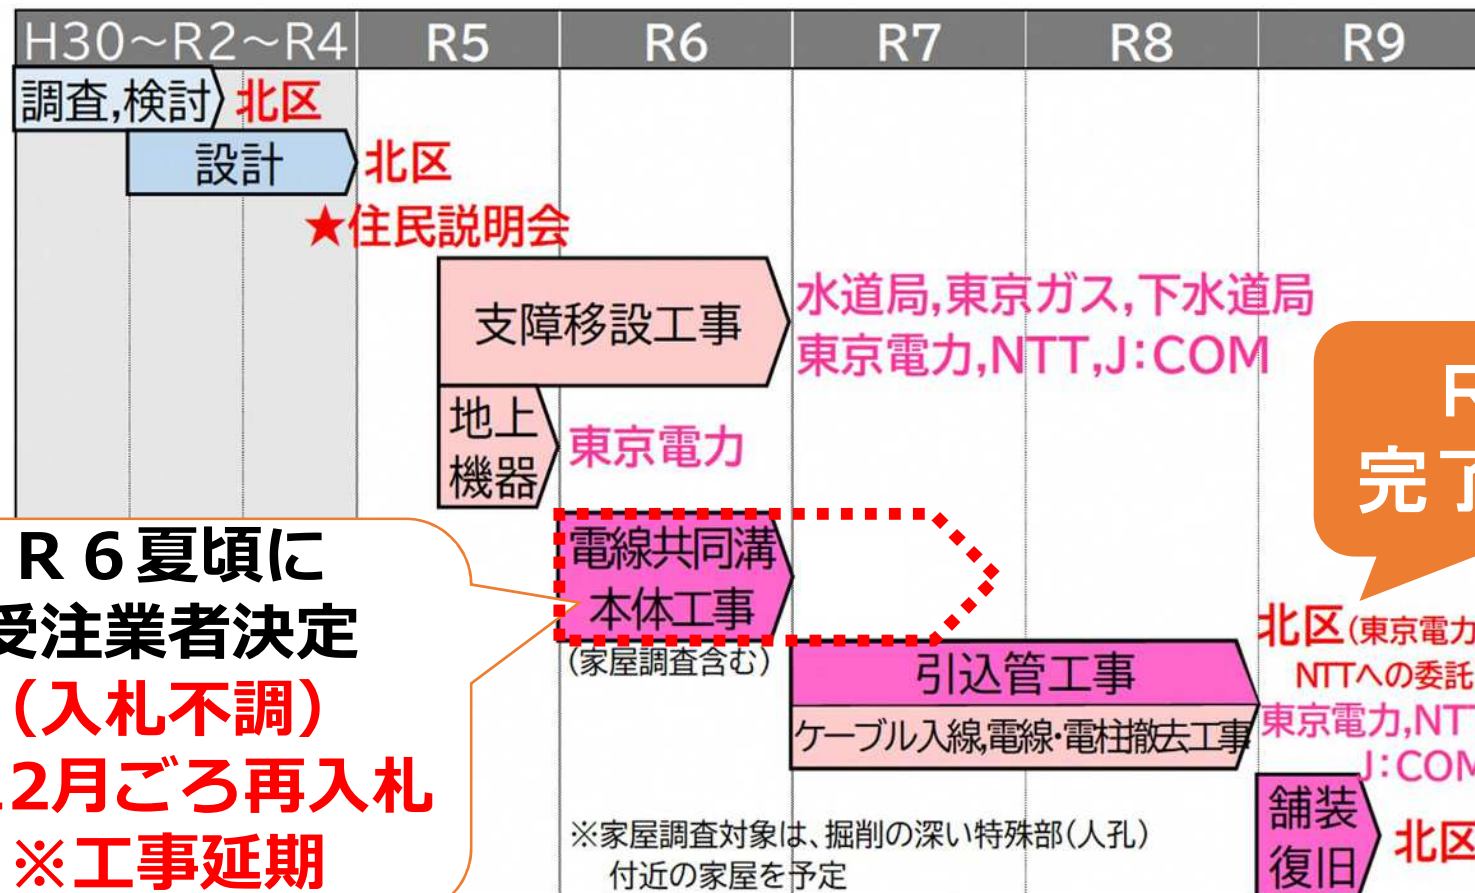 H30～R2～R4 R5 R6 R7 R8 R9
調査,検討 北区
設計 北区
★住民説明会
支障移設工事
水道局,東京ガス,下水道局
東京電力,NTT,J:COM
地上
機器
東京電力
R
完了
電線共同溝
本体工事
(家屋調査含む)
R６夏頃に
受注業者決定
（入札不調）
2月ごろ再入札
※工事延期
引込管工事
北区(東京電力
NTTへの委託
ケーブル入線,電線・電柱撤去工事
東京電力,NTT
J:COM
舗装
復旧
北区
※家屋調査対象は、掘削の深い特殊部(人孔)
付近の家屋を予定